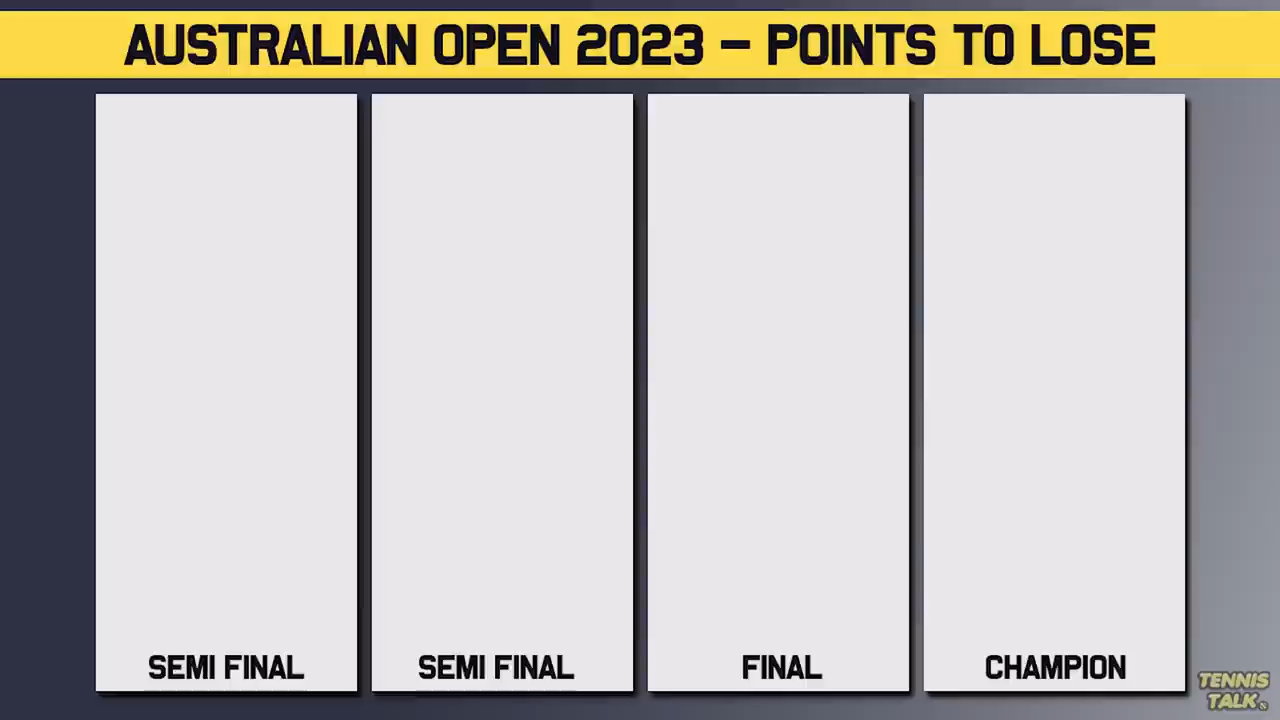 AUSTRALIAN OPEN 2023 – POINTS TO LOSE
SEMI FINAL
SEMI FINAL
FINAL
CHAMPION
TENNIS
TALK